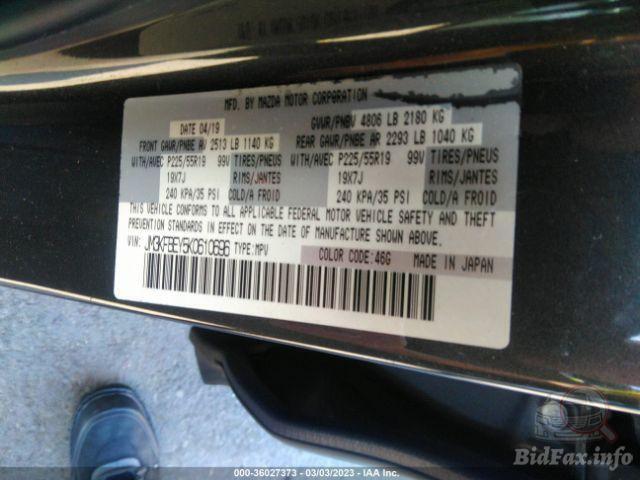 MFD. BY MAZDA MOTOR CORPORATION
DATE 04/19
GVWR/PNBV 4806 LB 2180 KG
FRONT GAWR/PNBE AV 2513 LB 1140 KG
REAR GAWR/PNBE AR 2293 LB 1040 KG
WITH/AVEC P225/55R19 99V TIRES/PNEUS
WITH/AVEC P225/55R19 99V TIRES/PNEUS
19X7J RIMS/JANTES
19X7J RIMS/JANTES
240 KPA/35 PSI COLD/A FROID
240 KPA/35 PSI COLD/A FROID
THIS VEHICLE CONFORMS TO ALL APPLICABLE FEDERAL MOTOR VEHICLE SAFETY AND THEFT
PREVENTION STANDARDS IN EFFECT ON THE DATE OF MANUFACTURE SHOWN ABOVE.
VIN: JM3KFBEY5K0610696 TYPE:MPV
COLOR CODE:46G
MADE IN JAPAN
000-36027373 - 03/03/2023 - IAA Inc.
BidFax.info